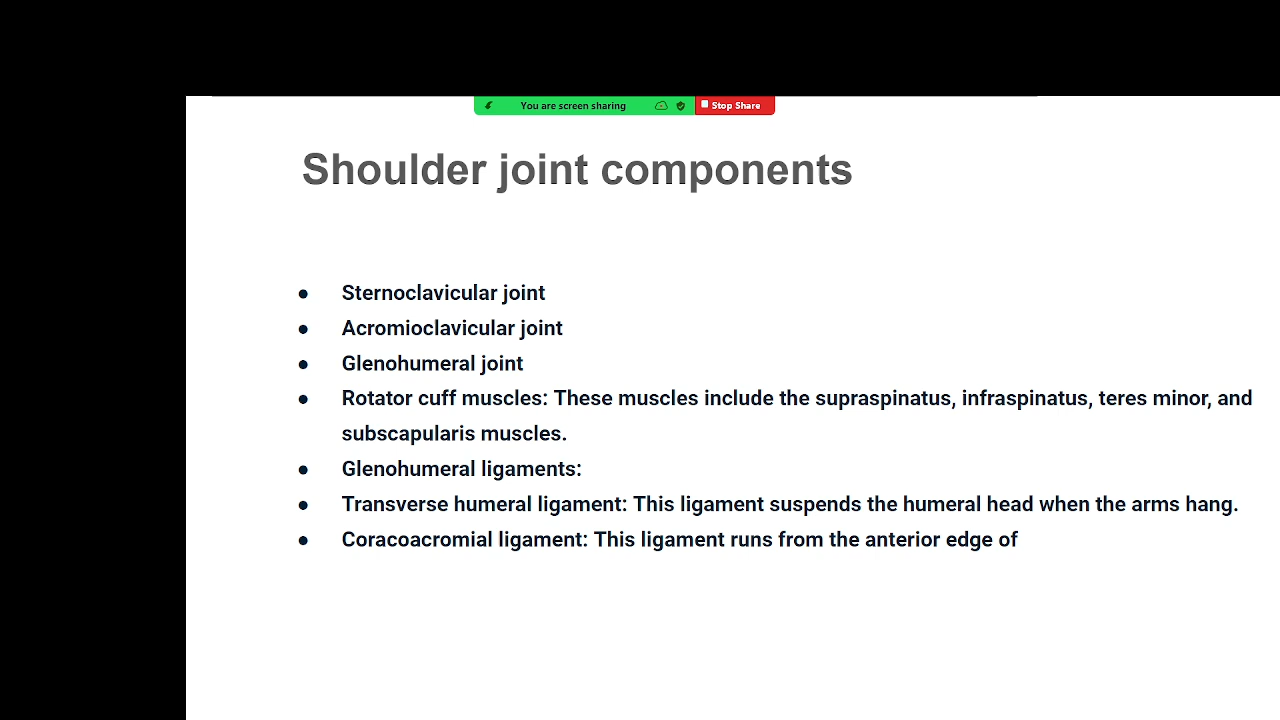 You are screen sharing
Stop Share
Shoulder joint components
● Sternoclavicular joint
● Acromioclavicular joint
● Glenohumeral joint
● Rotator cuff muscles: These muscles include the supraspinatus, infraspinatus, teres minor, and
subscapularis muscles.
● Glenohumeral ligaments:
● Transverse humeral ligament: This ligament suspends the humeral head when the arms hang.
● Coracoacromial ligament: This ligament runs from the anterior edge of